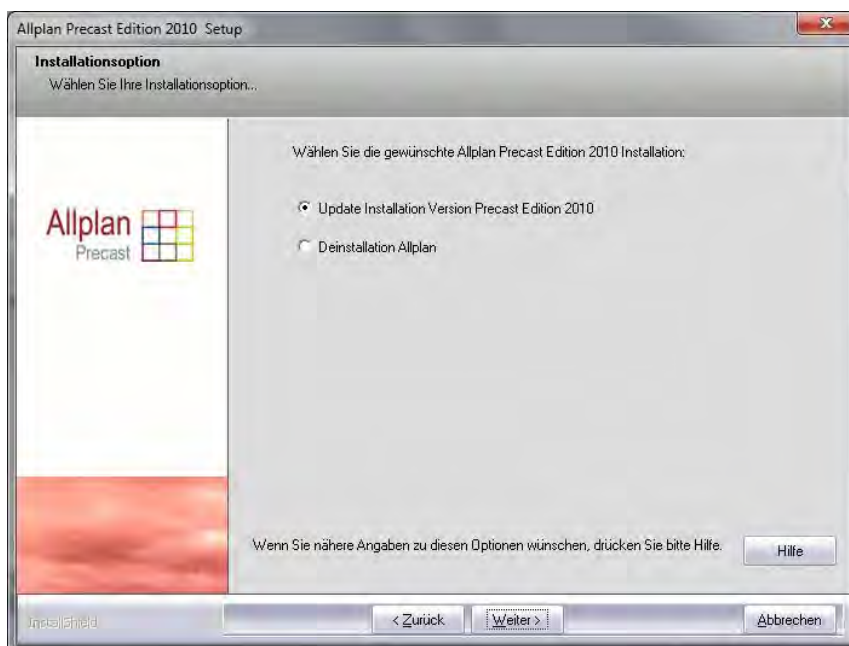 Allplan Precast Edition 2010 Setup
Installationsoption
Wählen Sie Ihre Installationsoption...
Allplan
Precast
Wählen Sie die gewünschte Allplan Precast Edition 2010 Installation:
Update Installation Version Precast Edition 2010
Deinstallation Allplan
Wenn Sie nähere Angaben zu diesen Optionen wünschen, drücken Sie bitte Hilfe.
Hilfe
InstallShield
< Zurück
Weiter >
Abbrechen